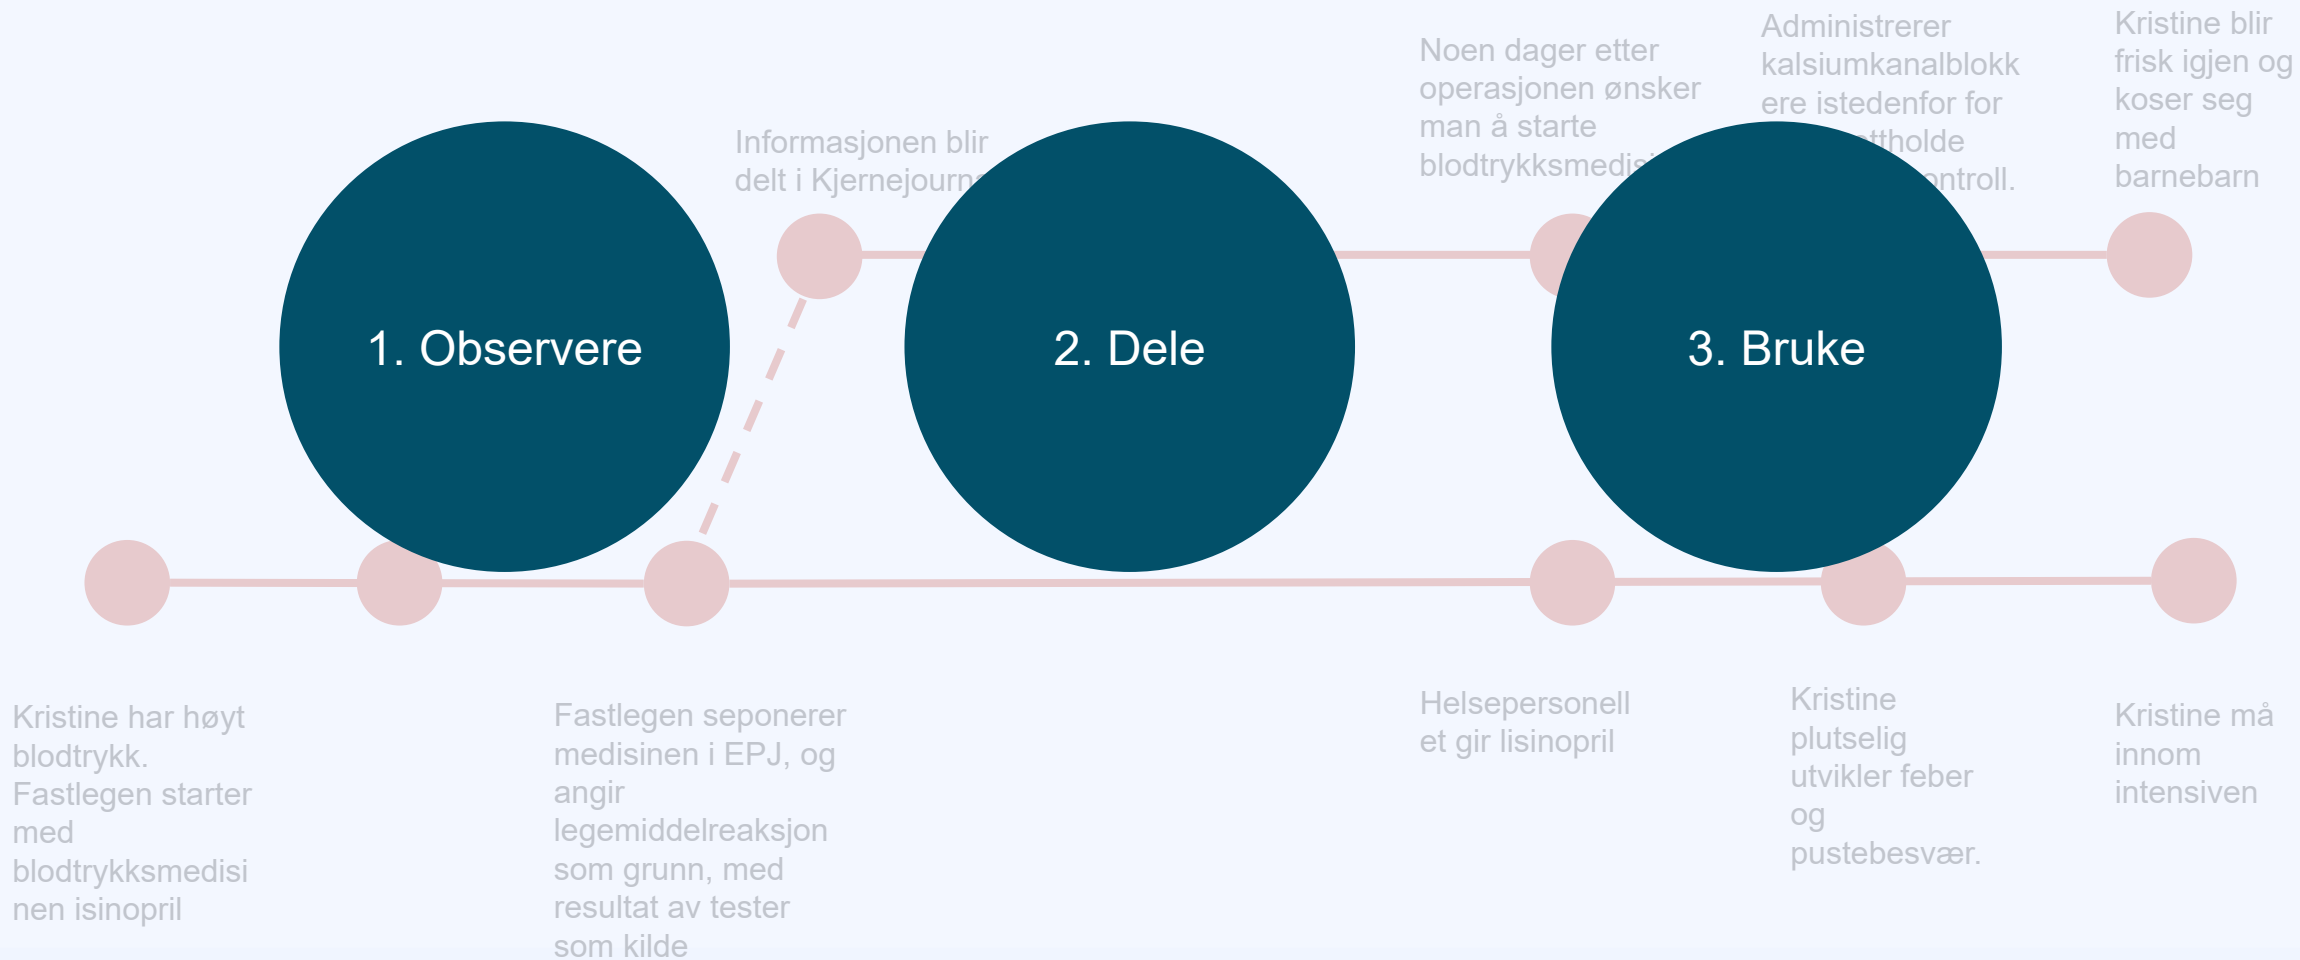 Informasjonen blir
delt i
Noen dager etter
operasjonen ønsker
man å starte
Administrerer
kalsiumkanalblokk
ere istedenfor for
Kristine blir
frisk igjen og
koser seg
med
barnebarn
1. Observere
2. Dele
3. Bruke
Kristine har høyt
blodtrykk.
Fastlegen starter
med
blodtrykksmedisi
nen isinopril
Fastlegen seponerer
medisinen i EPJ, og
angir
legemiddelreaksjon
som grunn, med
resultat av tester
som kilde
Helsepersonell
et gir lisinopril
Kristine
plutselig
utvikler feber
og
pustebesvær.
Kristine må
innom
intensiven